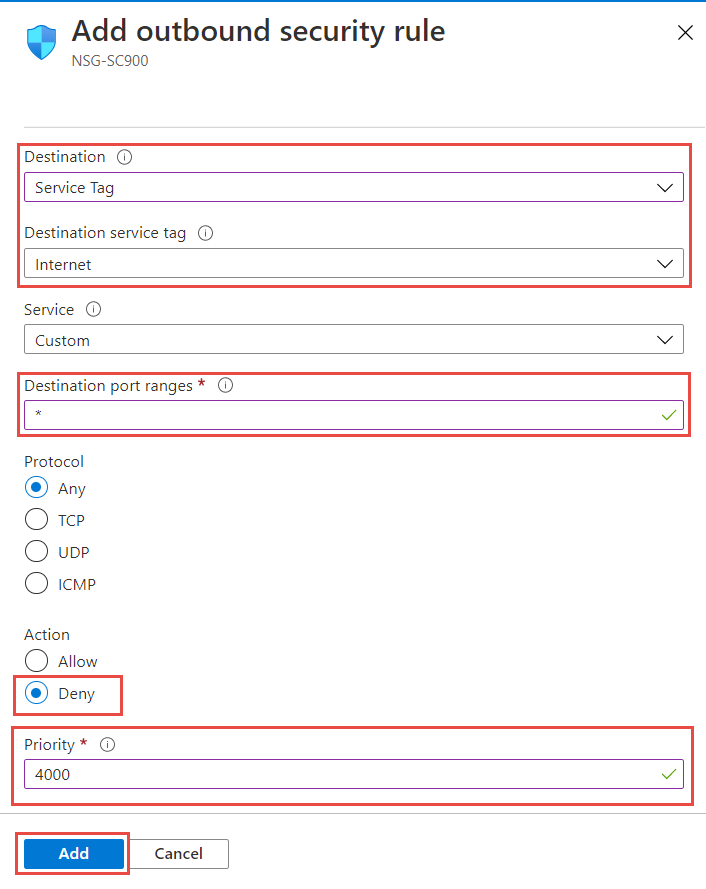 Add outbound security rule
NSG-SC900
Destination
Service Tag
Destination service tag
Internet
Service
Custom
Destination port ranges *
*
Protocol
Any
TCP
UDP
ICMP
Action
Allow
Deny
Priority *
4000
Add Cancel